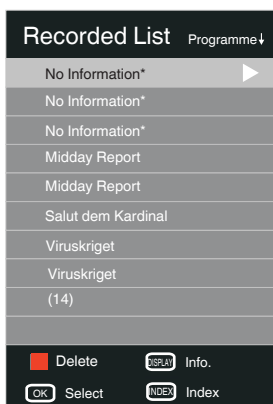 Recorded List Programme↓
No Information*
No Information*
No Information*
Midday Report
Midday Report
Salut dem Kardinal
Viruskriget
Viruskriget
(14)
Delete DISPLAY Info.
OK Select INDEX Index